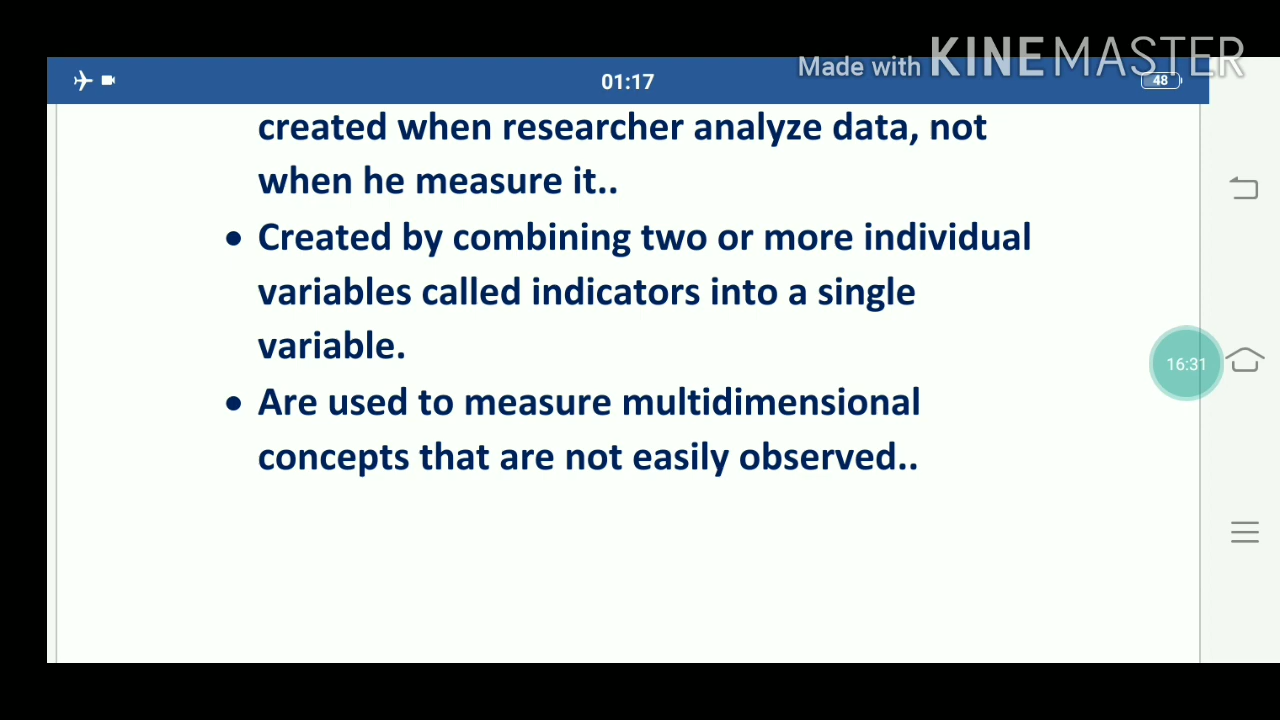 Made with KINEMASTER
01:17
48
created when researcher analyze data, not
when he measure it..
• Created by combining two or more individual
variables called indicators into a single
variable.
• Are used to measure multidimensional
concepts that are not easily observed..
16:31